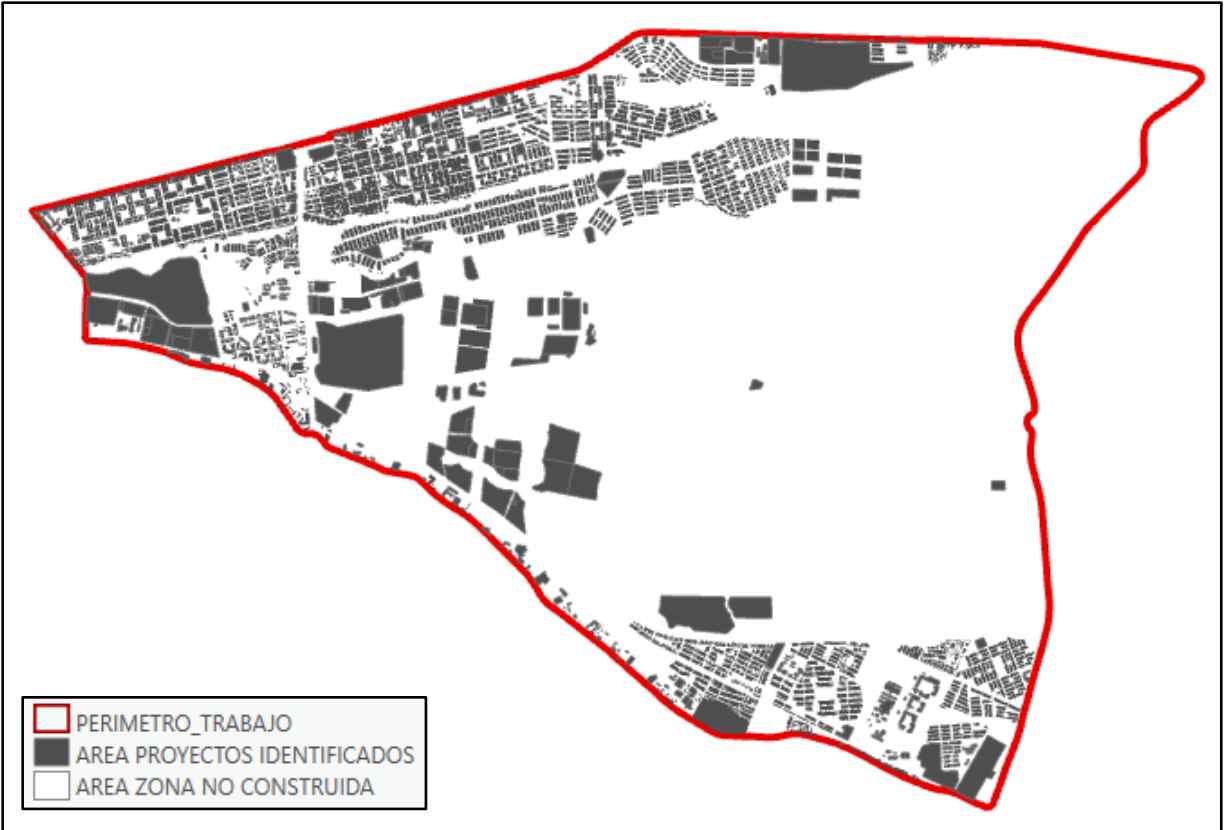 PERIMETRO_TRABAJO
AREA PROYECTOS IDENTIFICADOS
AREA ZONA NO CONSTRUIDA